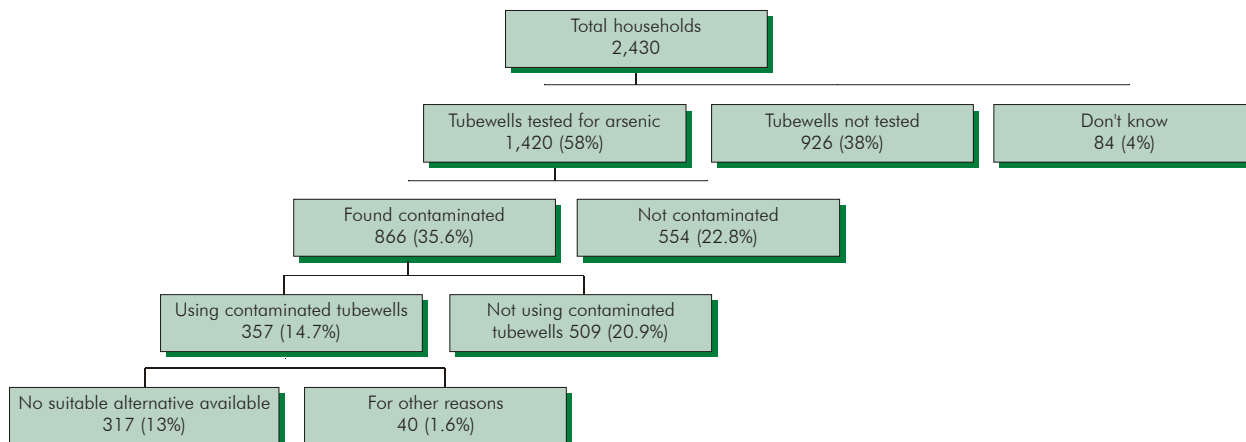 Total households
2,430
Tubewells tested for arsenic
1,420 (58%)
Tubewells not tested
926 (38%)
Don't know
84 (4%)
Found contaminated
866 (35.6%)
Not contaminated
554 (22.8%)
Using contaminated tubewells
357 (14.7%)
Not using contaminated
tubewells 509 (20.9%)
No suitable alternative available
317 (13%)
For other reasons
40 (1.6%)